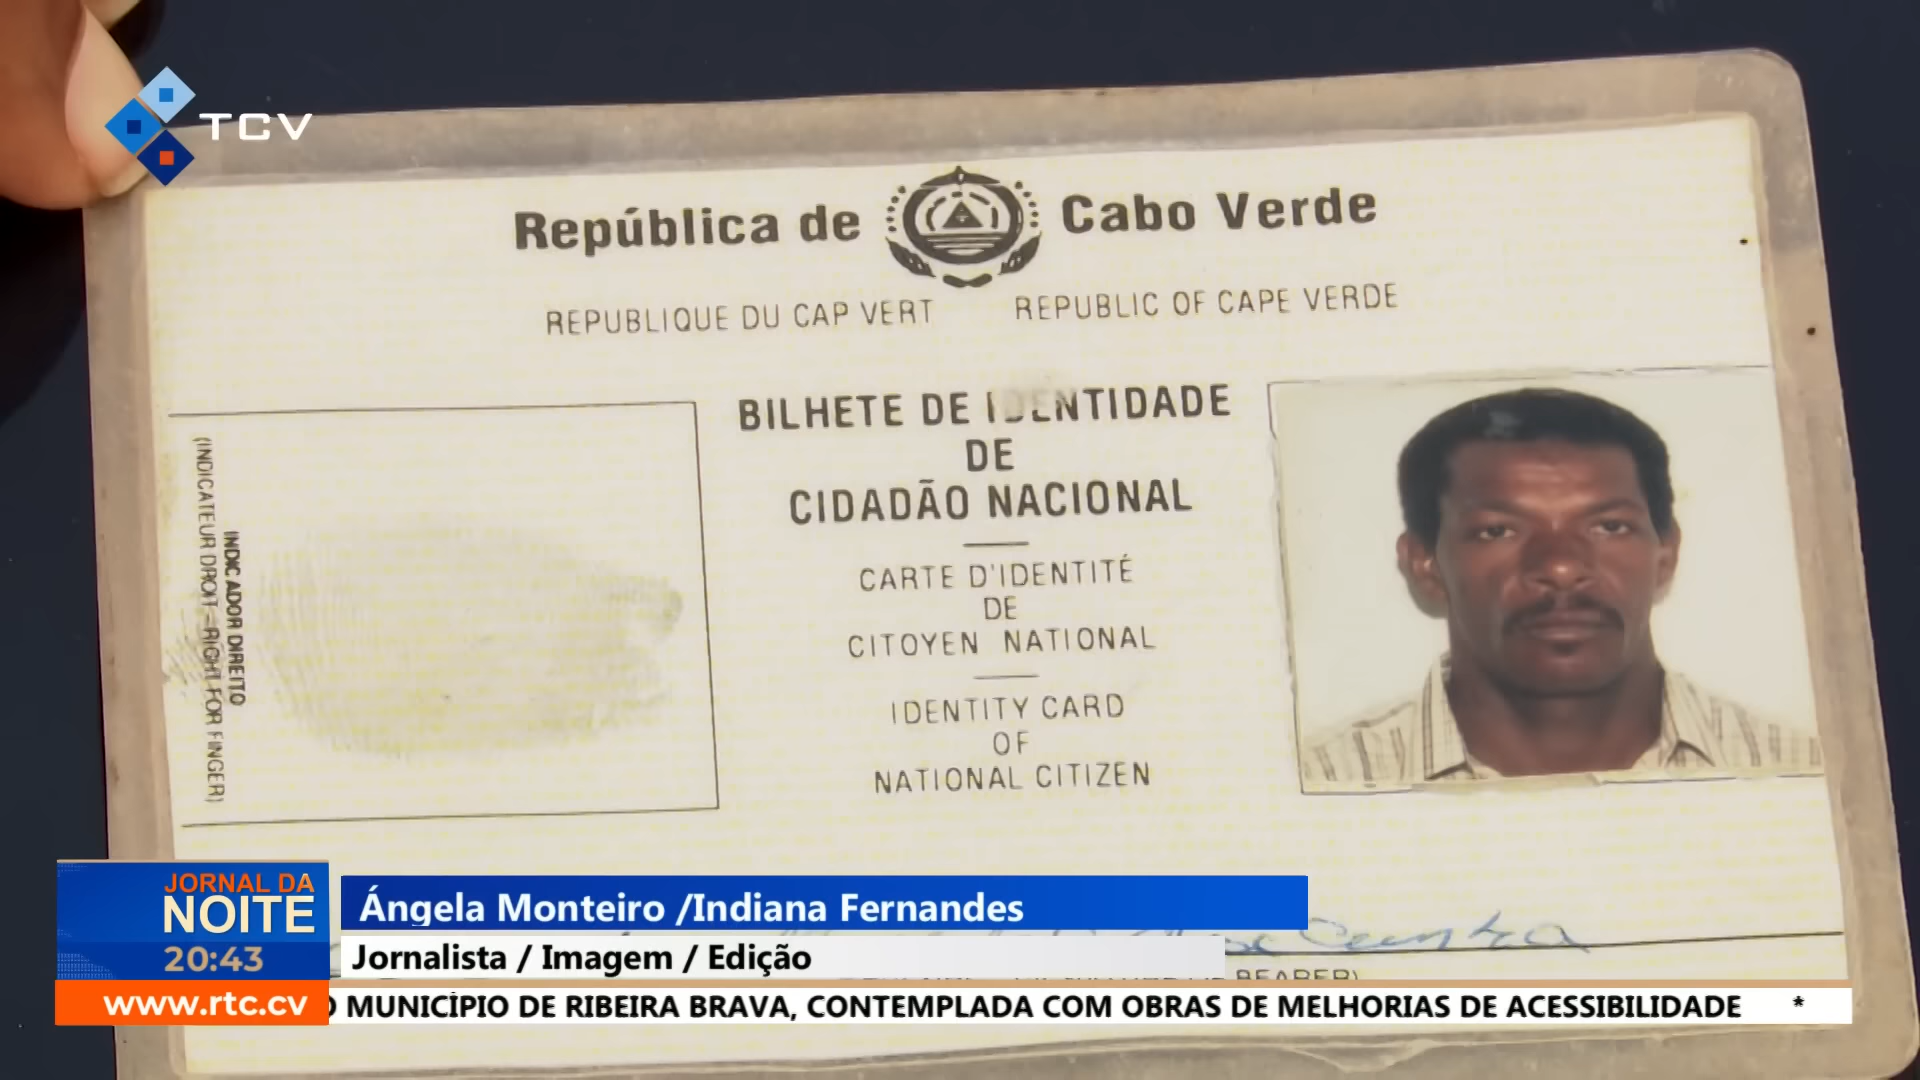 TCV
República de Cabo Verde
REPUBLIQUE DU CAP VERT REPUBLIC OF CAPE VERDE
BILHETE DE IDENTIDADE
DE
CIDADÃO NACIONAL
CARTE D'IDENTITÉ
DE
CITOYEN NATIONAL
IDENTITY CARD
OF
NATIONAL CITIZEN
INDICADOR DIREITO
(INDICATEUR DROIT - RIGHT FOR FINGER)
Cunha
BEARER)
JORNAL DA
NOITE
20:43
Ángela Monteiro /Indiana Fernandes
Jornalista / Imagem / Edição
www.rtc.cv
O MUNICÍPIO DE RIBEIRA BRAVA, CONTEMPLADA COM OBRAS DE MELHORIAS DE ACESSIBILIDADE *